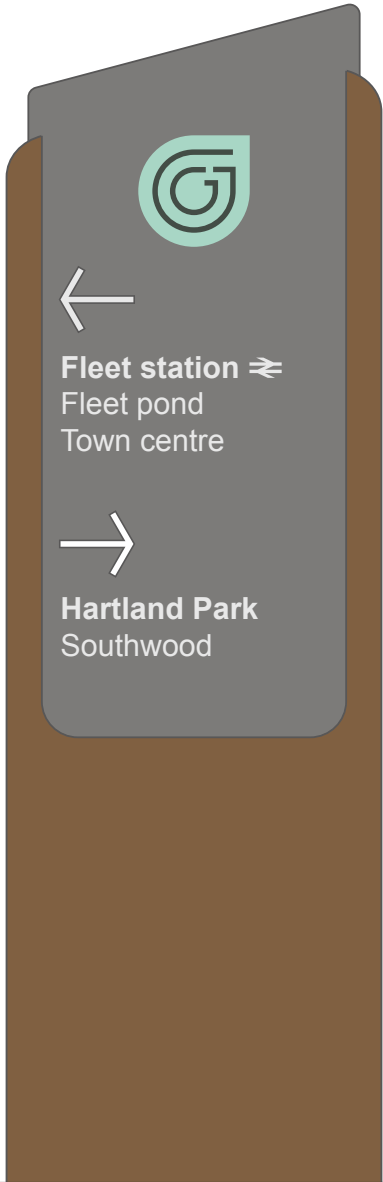 Fleet station
Fleet pond
Town centre
Hartland Park
Southwood